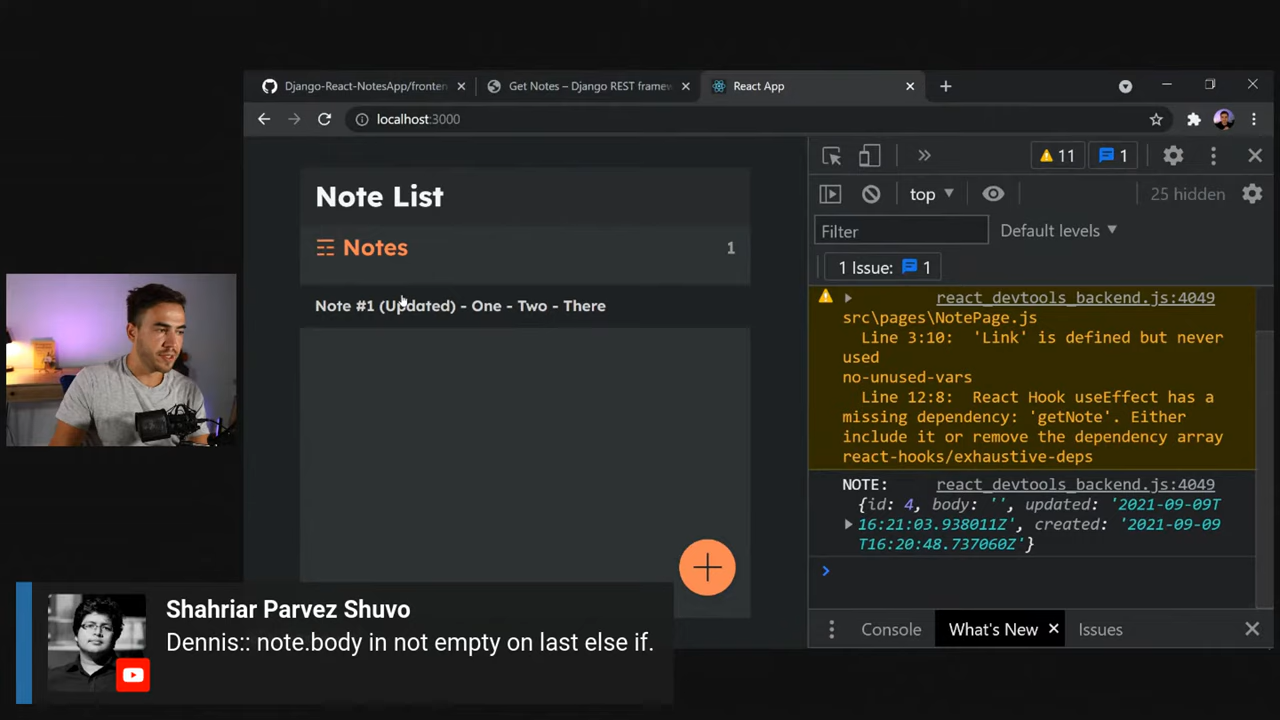 Django-React-NotesApp/fronten
Get Notes – Django REST framew
React App
localhost:3000
Note List
Notes
1
Note #1 (Updated) - One - Two - There
11
1
top
25 hidden
Filter
Default levels
1 Issue:
1
react_devtools_backend.js:4049
src\pages\NotePage.js
Line 3:10:  'Link' is defined but never
used
no-unused-vars
Line 12:8:  React Hook useEffect has a
missing dependency: 'getNote'. Either
include it or remove the dependency array
react-hooks/exhaustive-deps
NOTE:
react_devtools_backend.js:4049
{id: 4, body: '', updated: '2021-09-09T
16:21:03.938011Z', created: '2021-09-09
T16:20:48.737060Z'}
Console
What's New
Issues
Shahriar Parvez Shuvo
Dennis:: note.body in not empty on last else if.